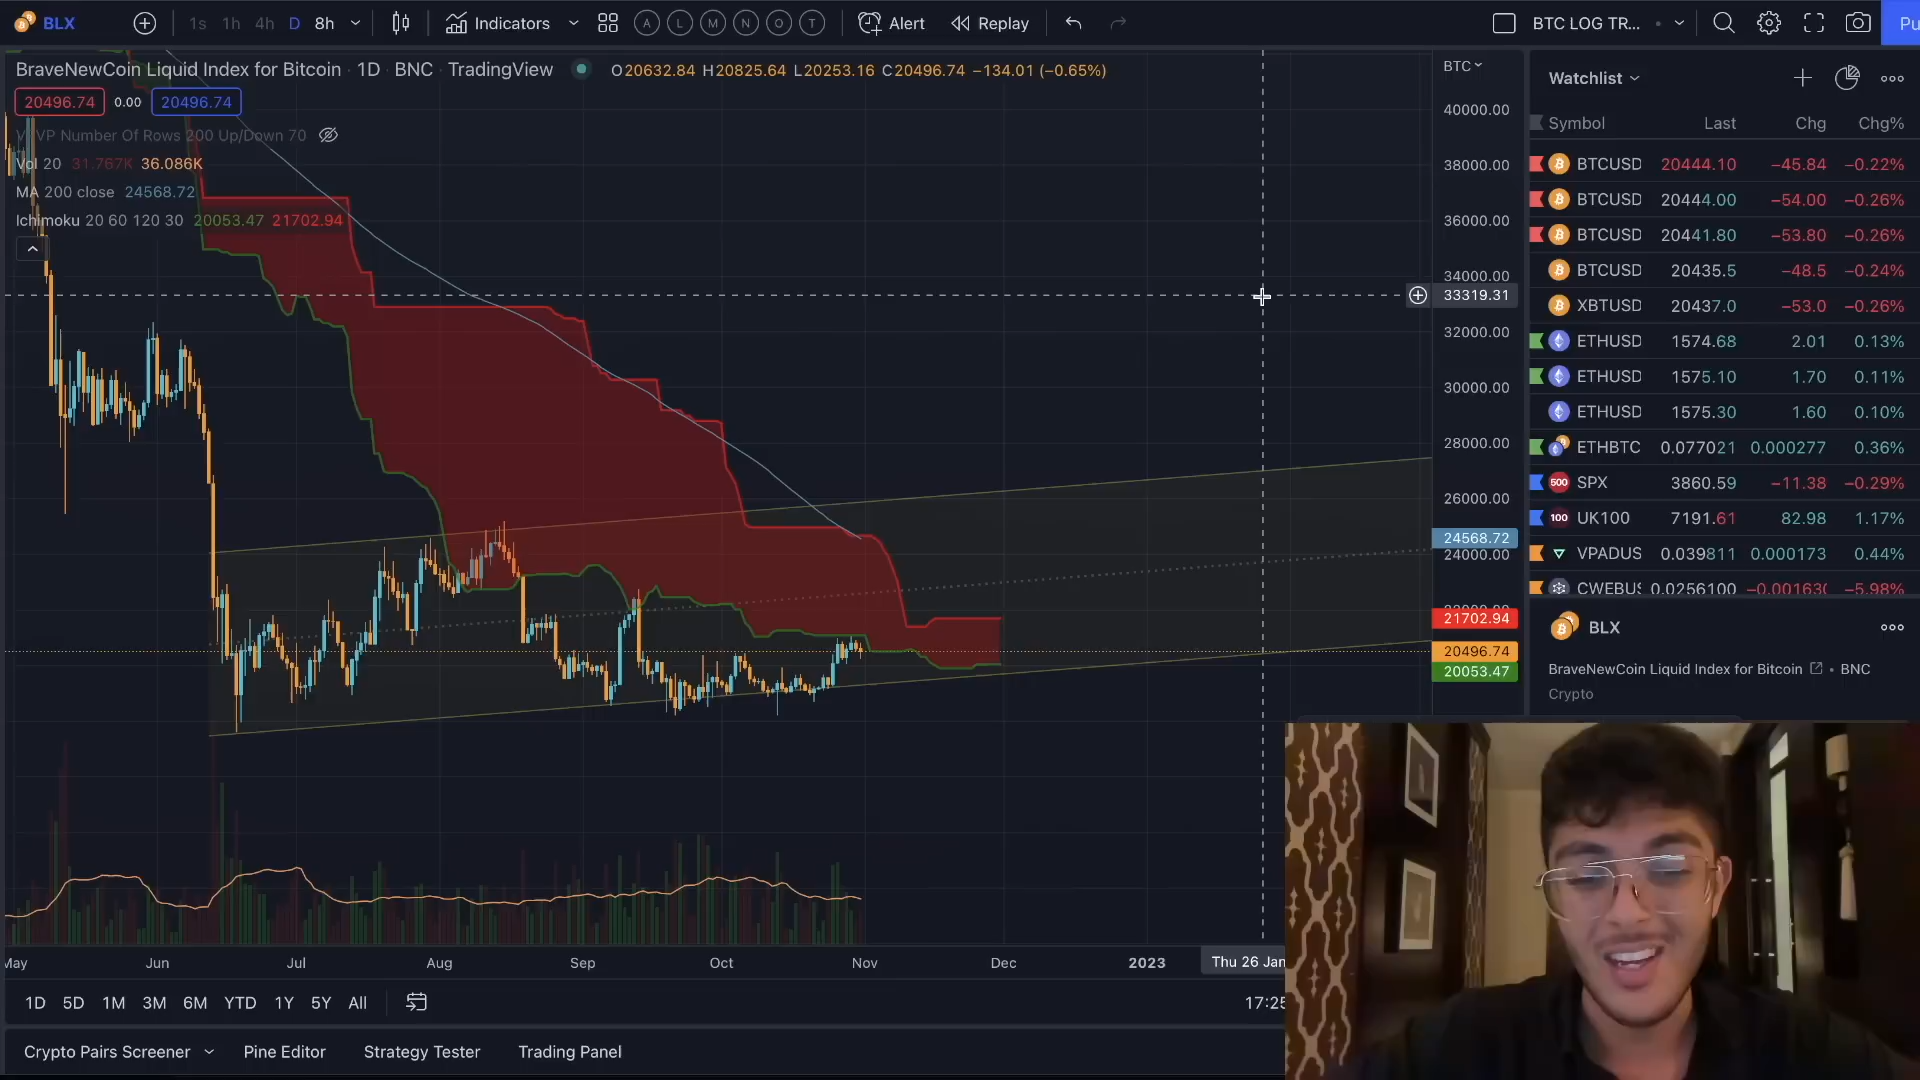 BLX 1s 1h 4h D 8h Indicators A L M N O T Alert Replay BTC LOG TR... Pu
BraveNewCoin Liquid Index for Bitcoin · 1D · BNC · TradingView O20632.84 H20825.64 L20253.16 C20496.74 −134.01 (−0.65%)
20496.74 0.00 20496.74
VP Number Of Rows 200 Up/Down 70
Vol 20 31.767K 36.086K
MA 200 close 24568.72
Ichimoku 20 60 120 30 20053.47 21702.94
BTC
40000.00
38000.00
36000.00
34000.00
33319.31
32000.00
30000.00
28000.00
26000.00
24568.72
24000.00
21702.94
20496.74
20053.47
May Jun Jul Aug Sep Oct Nov Dec 2023 Thu 26 Jan
1D 5D 1M 3M 6M YTD 1Y 5Y All 17:25
Crypto Pairs Screener Pine Editor Strategy Tester Trading Panel
Watchlist
Symbol Last Chg Chg%
BTCUSD 20444.10 −45.84 −0.22%
BTCUSD 20444.00 −54.00 −0.26%
BTCUSD 20441.80 −53.80 −0.26%
BTCUSD 20435.5 −48.5 −0.24%
XBTUSD 20437.0 −53.0 −0.26%
ETHUSD 1574.68 2.01 0.13%
ETHUSD 1575.10 1.70 0.11%
ETHUSD 1575.30 1.60 0.10%
ETHBTC 0.077021 0.000277 0.36%
500 SPX 3860.59 −11.38 −0.29%
100 UK100 7191.61 82.98 1.17%
VPADUS 0.039811 0.000173 0.44%
CWEBUS 0.0256100 −0.00163( −5.98%
BLX
BraveNewCoin Liquid Index for Bitcoin • BNC
Crypto